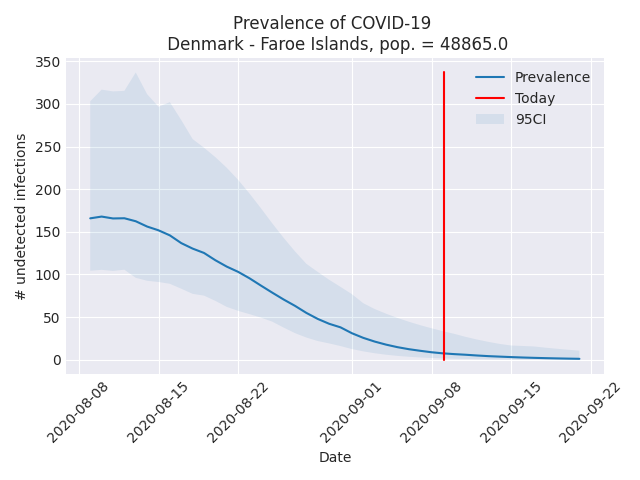 Prevalence of COVID-19
Denmark - Faroe Islands, pop. = 48865.0
# undetected infections
350
300
250
200
150
100
50
0
Prevalence
Today
95CI
2020-08-08
2020-08-15
2020-08-22
2020-09-01
2020-09-08
2020-09-15
2020-09-22
Date